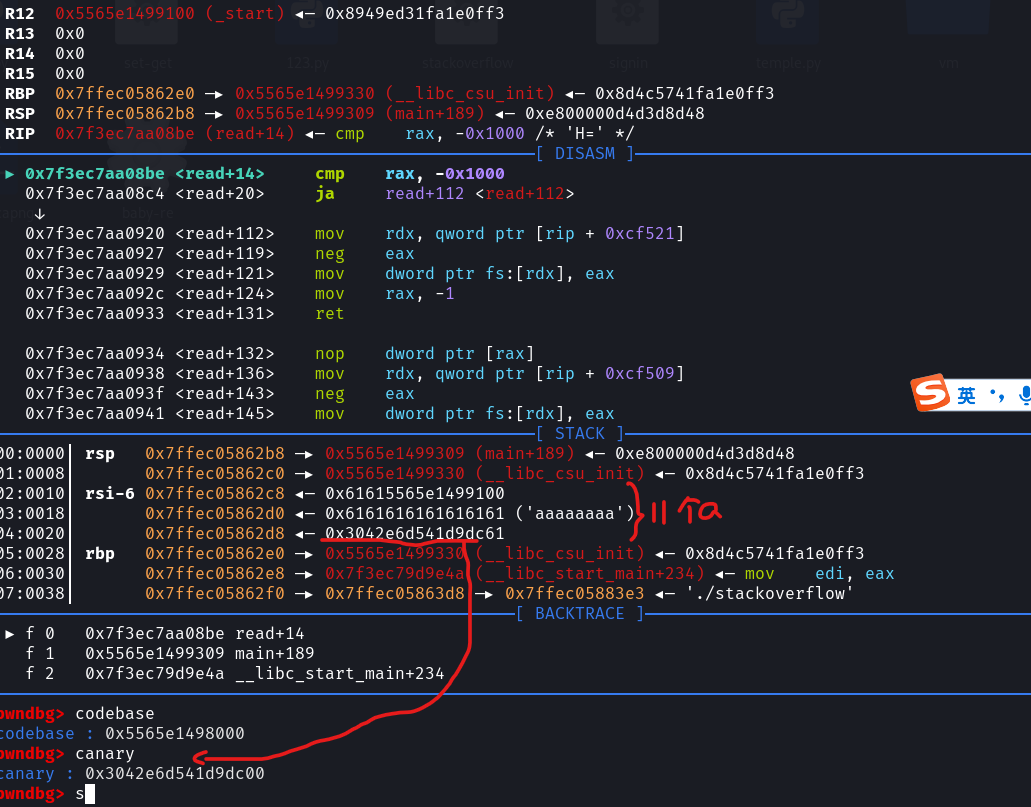 R12 0x5565e1499100 (_start) ◂— 0x8949ed31fa1e0ff3
R13 0x0
R14 0x0
R15 0x0
RBP 0x7ffec05862e0 —▸ 0x5565e1499330 (__libc_csu_init) ◂— 0x8d4c5741fa1e0ff3
RSP 0x7ffec05862b8 —▸ 0x5565e1499309 (main+189) ◂— 0xe800000d4d3d8d48
RIP 0x7f3ec7aa08be (read+14) ◂— cmp rax, -0x1000 /* 'H=' */
[ DISASM ]
► 0x7f3ec7aa08be <read+14> cmp rax, -0x1000
0x7f3ec7aa08c4 <read+20> ja read+112 <read+112>
↓
0x7f3ec7aa0920 <read+112> mov rdx, qword ptr [rip + 0xcf521]
0x7f3ec7aa0927 <read+119> neg eax
0x7f3ec7aa0929 <read+121> mov dword ptr fs:[rdx], eax
0x7f3ec7aa092c <read+124> mov rax, -1
0x7f3ec7aa0933 <read+131> ret
0x7f3ec7aa0934 <read+132> nop dword ptr [rax]
0x7f3ec7aa0938 <read+136> mov rdx, qword ptr [rip + 0xcf509]
0x7f3ec7aa093f <read+143> neg eax
0x7f3ec7aa0941 <read+145> mov dword ptr fs:[rdx], eax
英
[ STACK ]
00:0000│ rsp 0x7ffec05862b8 —▸ 0x5565e1499309 (main+189) ◂— 0xe800000d4d3d8d48
01:0008│ 0x7ffec05862c0 —▸ 0x5565e1499330 (__libc_csu_init) ◂— 0x8d4c5741fa1e0ff3
02:0010│ rsi-6 0x7ffec05862c8 ◂— 0x61615565e1499100
03:0018│ 0x7ffec05862d0 ◂— 0x6161616161616161 ('aaaaaaaa')
11个a
04:0020│ 0x7ffec05862d8 ◂— 0x3042e6d541d9dc61
05:0028│ rbp 0x7ffec05862e0 —▸ 0x5565e1499330 (__libc_csu_init) ◂— 0x8d4c5741fa1e0ff3
06:0030│ 0x7ffec05862e8 —▸ 0x7f3ec79d9e4a (__libc_start_main+234) ◂— mov edi, eax
07:0038│ 0x7ffec05862f0 —▸ 0x7ffec05863d8 —▸ 0x7ffec05883e3 ◂— './stackoverflow'
[ BACKTRACE ]
► f 0 0x7f3ec7aa08be read+14
f 1 0x5565e1499309 main+189
f 2 0x7f3ec79d9e4a __libc_start_main+234
pwndbg> codebase
codebase : 0x5565e1498000
pwndbg> canary
canary : 0x3042e6d541d9dc00
pwndbg> s